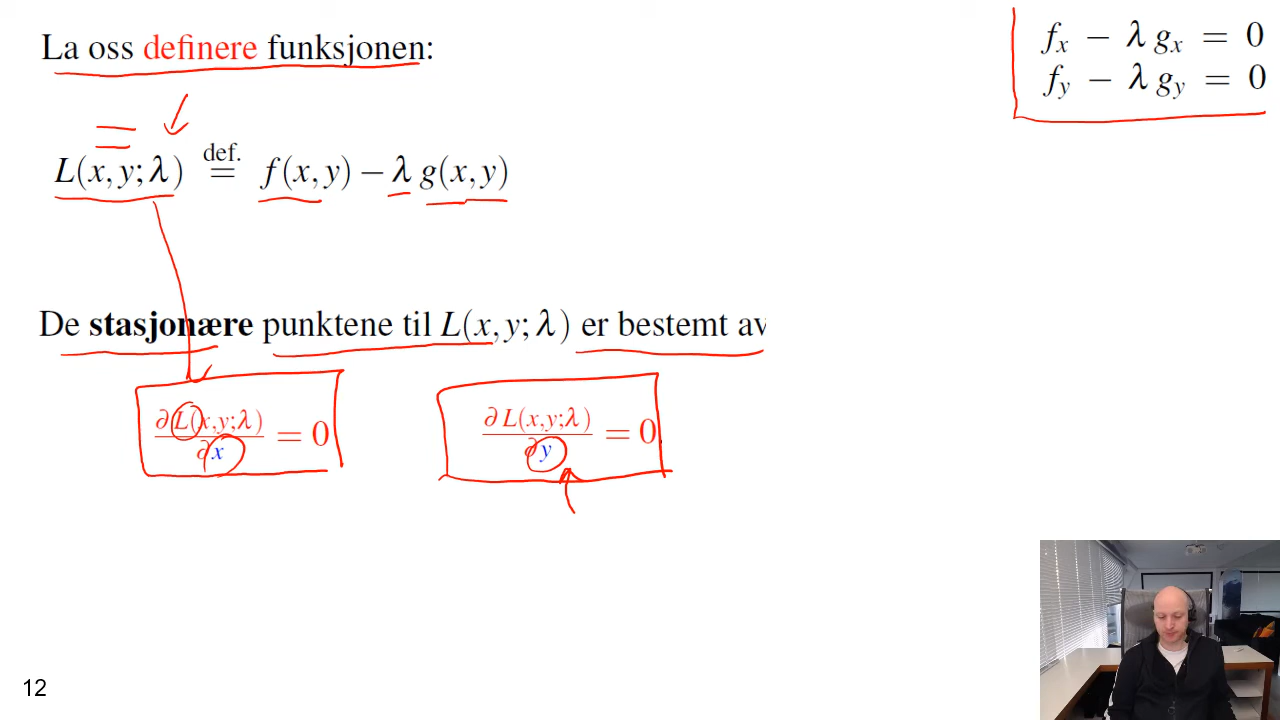 La oss definere funksjonen:
f_x − λ g_x = 0
f_y − λ g_y = 0
L(x, y; λ) def. = f(x, y) − λ g(x, y)
De stasjonære punktene til L(x, y; λ) er bestemt av
∂L(x,y;λ)/∂x = 0 ∂L(x,y;λ)/∂y = 0
12